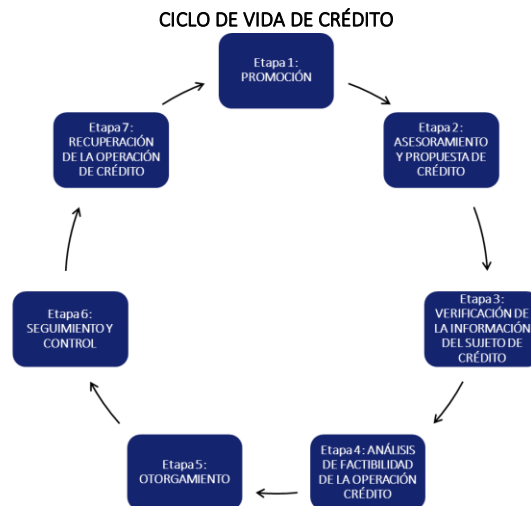 CICLO DE VIDA DE CRÉDITO
Etapa 1:
PROMOCIÓN
Etapa 2:
ASESORAMIENTO
Y PROPUESTA DE
CRÉDITO
Etapa 3:
VERIFICACIÓN DE
LA INFORMACIÓN
DEL SUJETO DE
CRÉDITO
Etapa 4: ANÁLISIS
DE FACTIBILIDAD
DE LA OPERACIÓN
CRÉDITO
Etapa 5:
OTORGAMIENTO
Etapa 6:
SEGUIMIENTO Y
CONTROL
Etapa 7:
RECUPERACIÓN
DE LA OPERACIÓN
DE CRÉDITO